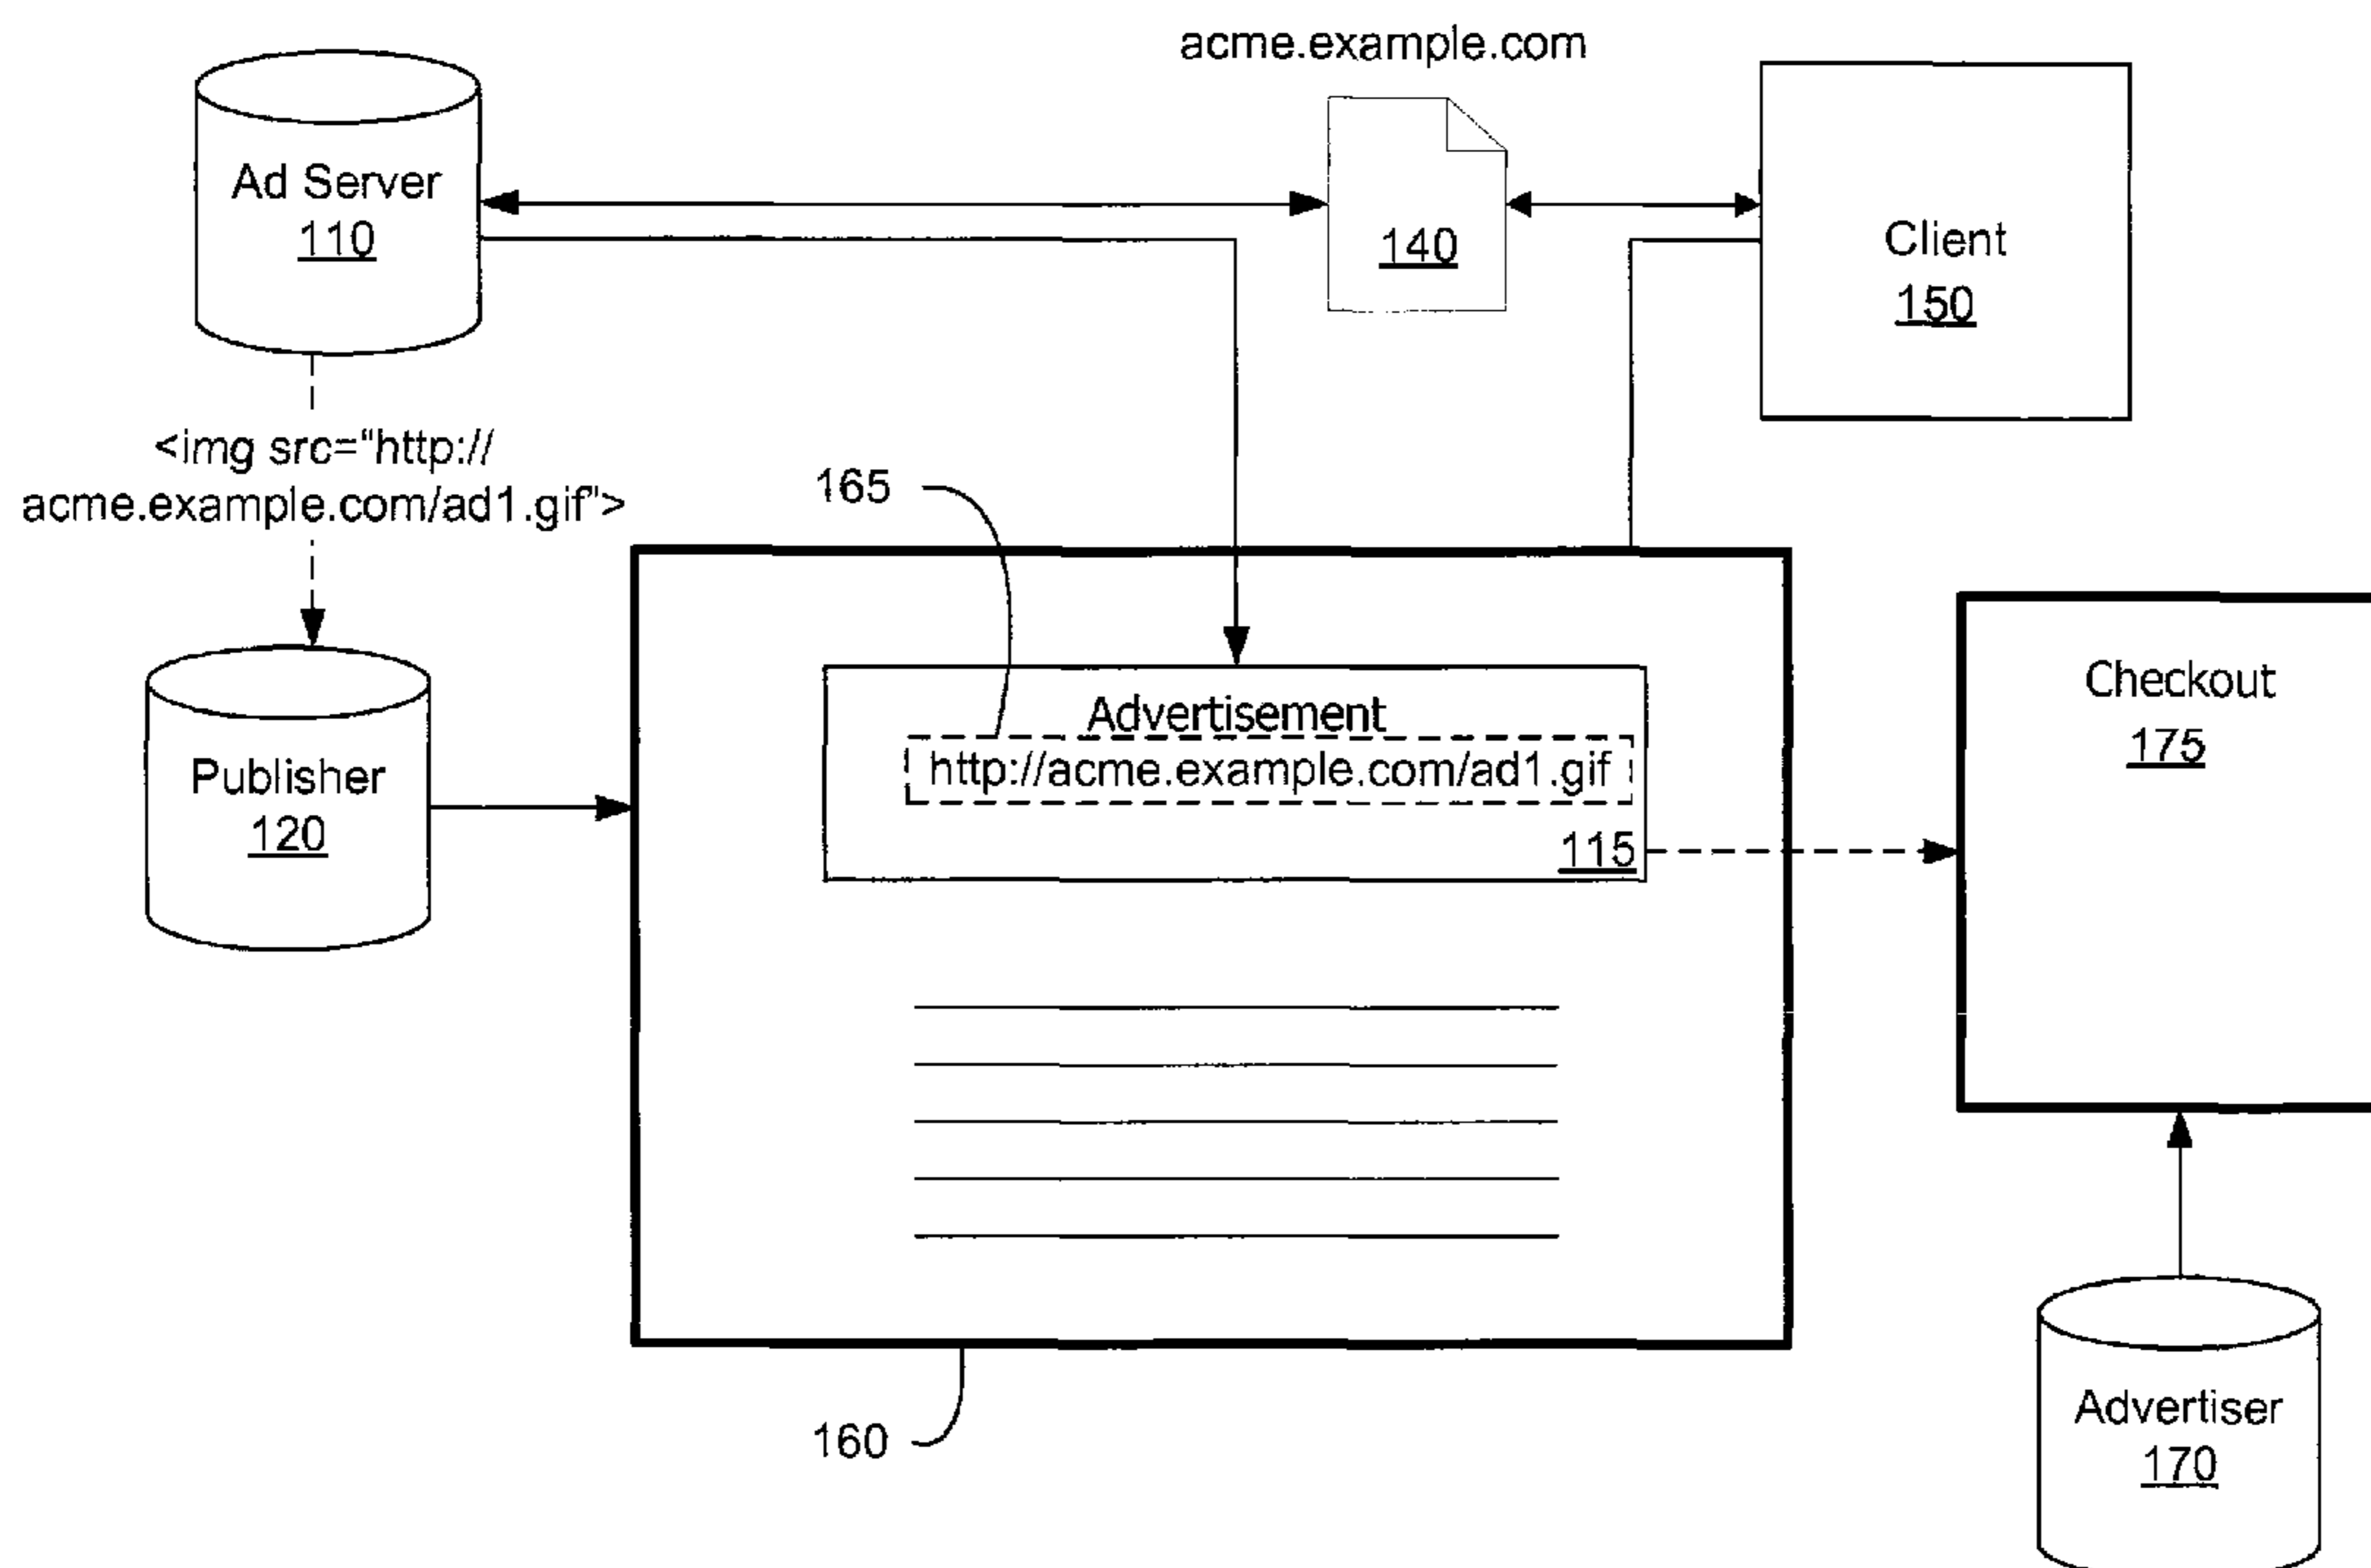 acme.example.com
Ad Server
110
140
Client
150
<img src="http://
acme.example.com/ad1.gif">
165
Publisher
120
Advertisement
http://acme.example.com/ad1.gif
115
Checkout
175
160
Advertiser
170